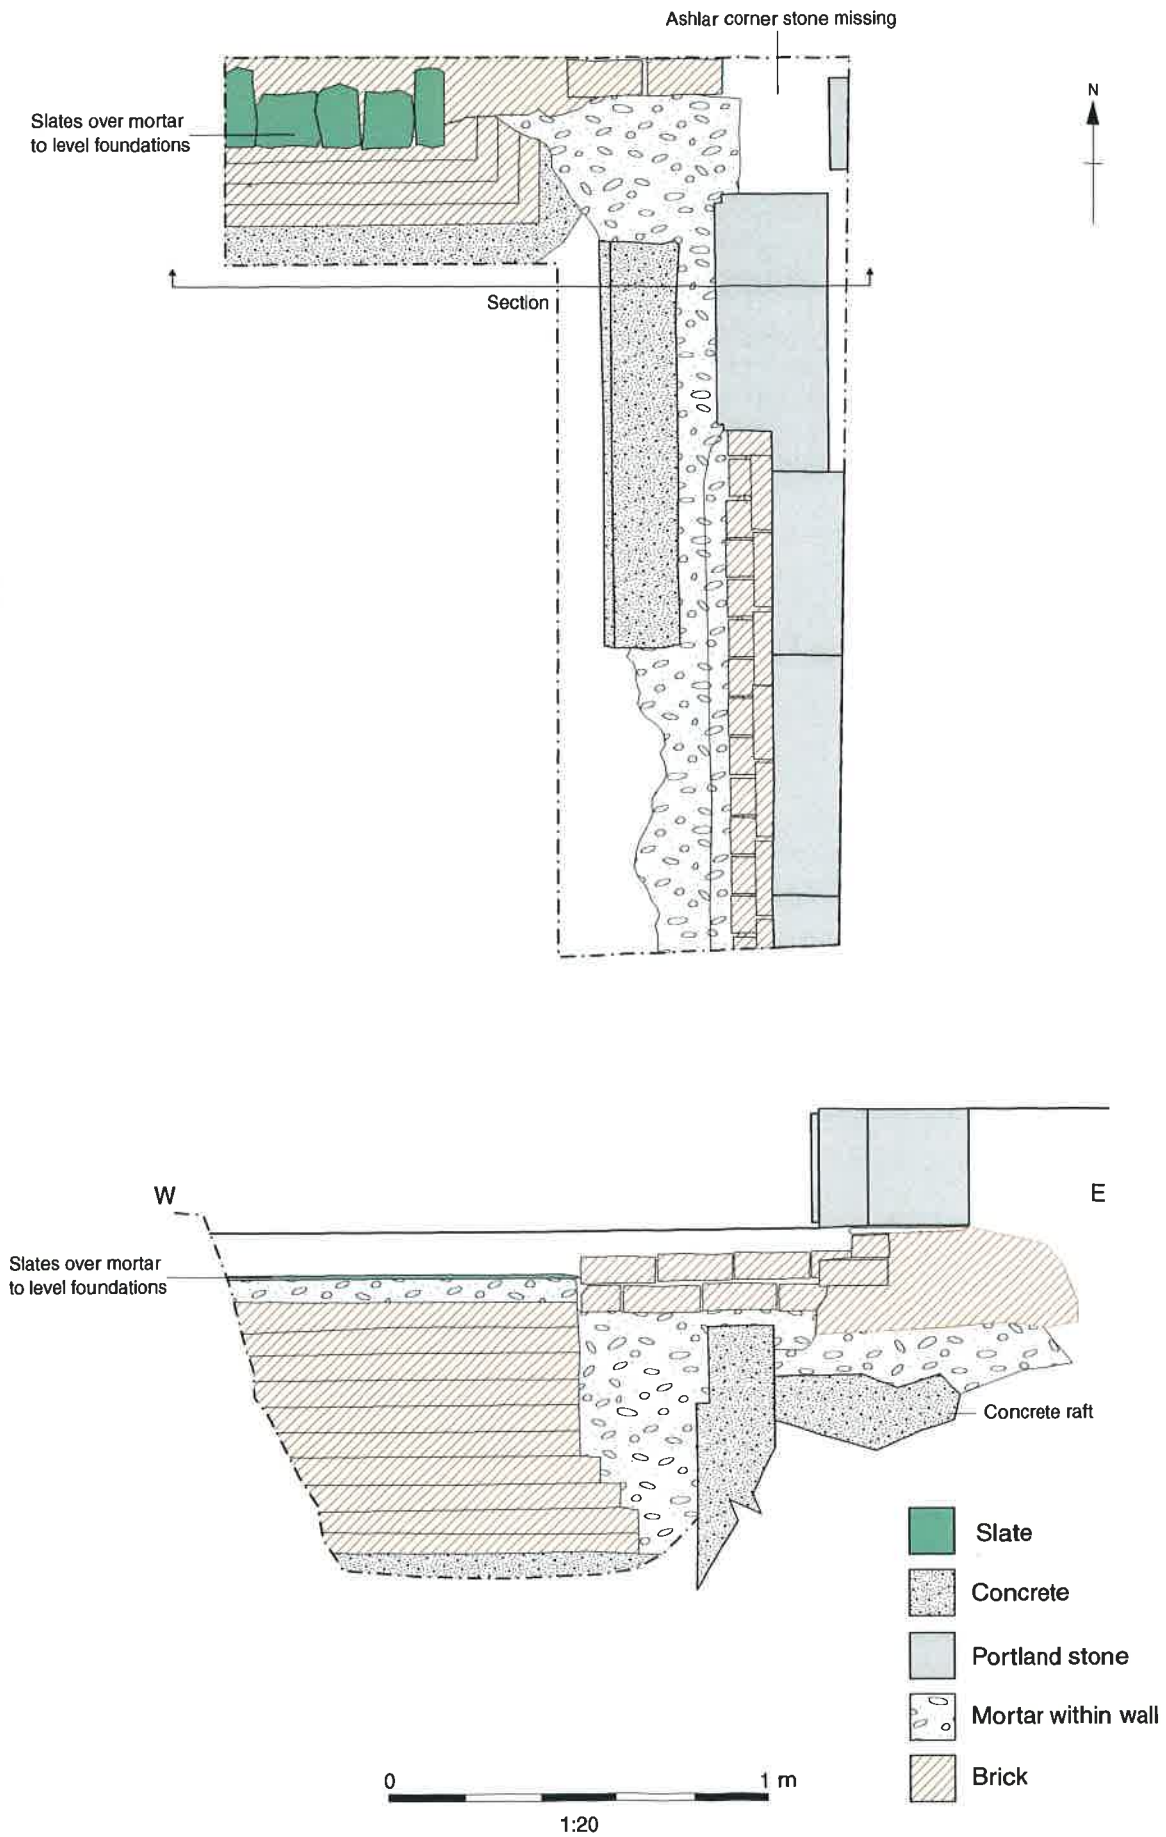 Ashlar corner stone missing
N
Slates over mortar
to level foundations
Section
W
E
Slates over mortar
to level foundations
Concrete raft
Slate
Concrete
Portland stone
Mortar within wall
Brick
0
1 m
1:20